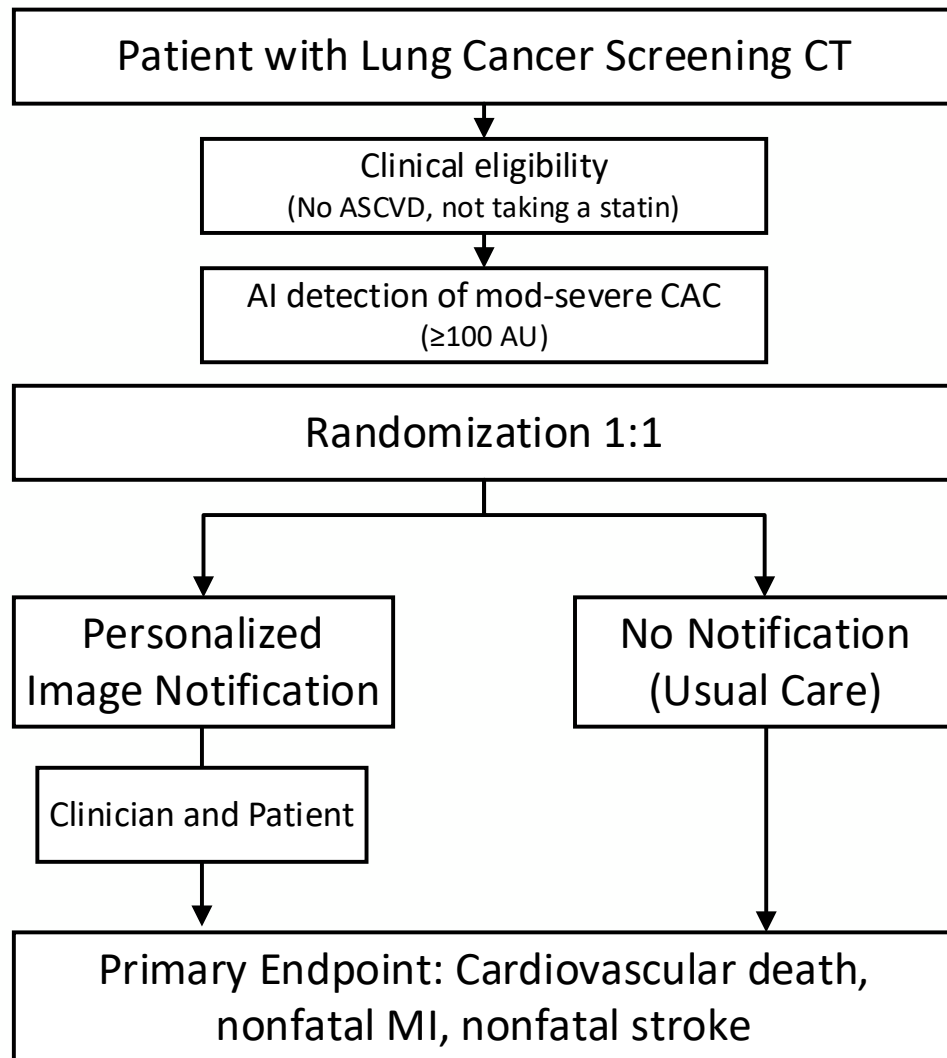 Patient with Lung Cancer Screening CT
Clinical eligibility
(No ASCVD, not taking a statin)
AI detection of mod-severe CAC
(≥100 AU)
Randomization 1:1
Personalized
Image Notification
No Notification
(Usual Care)
Clinician and Patient
Primary Endpoint: Cardiovascular death,
nonfatal MI, nonfatal stroke